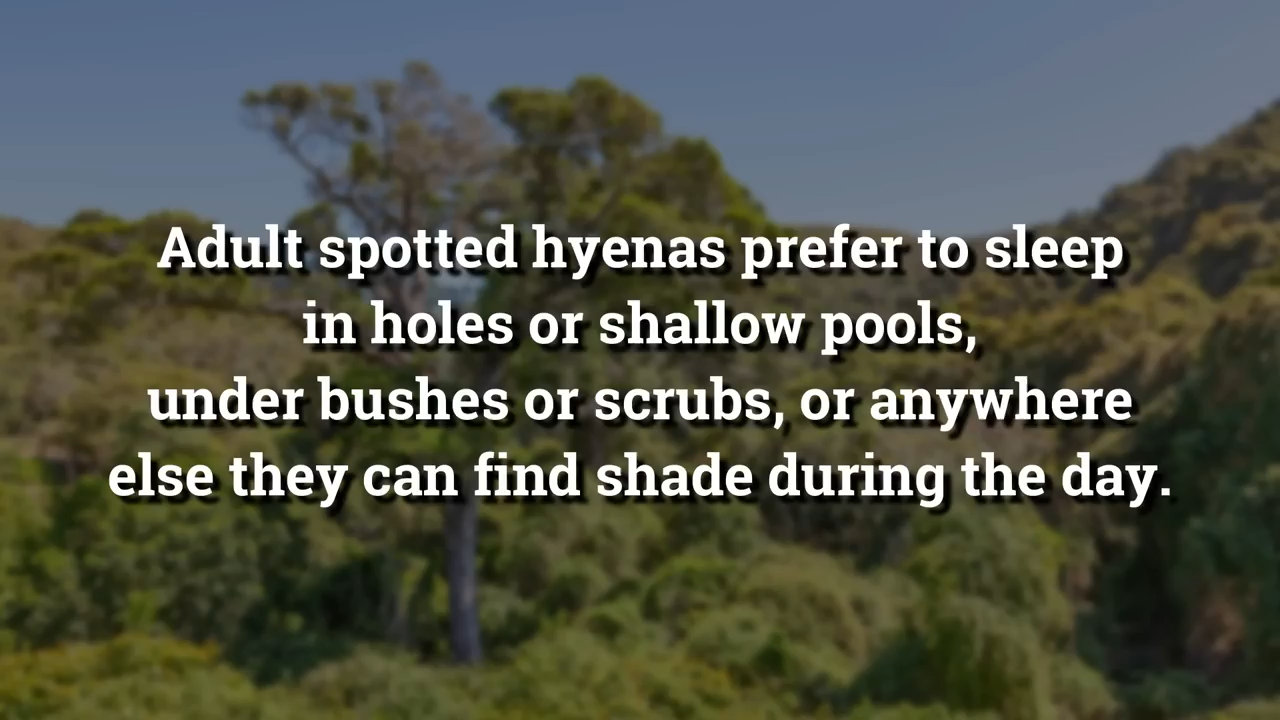 Adult spotted hyenas prefer to sleep
in holes or shallow pools,
under bushes or scrubs, or anywhere
else they can find shade during the day.